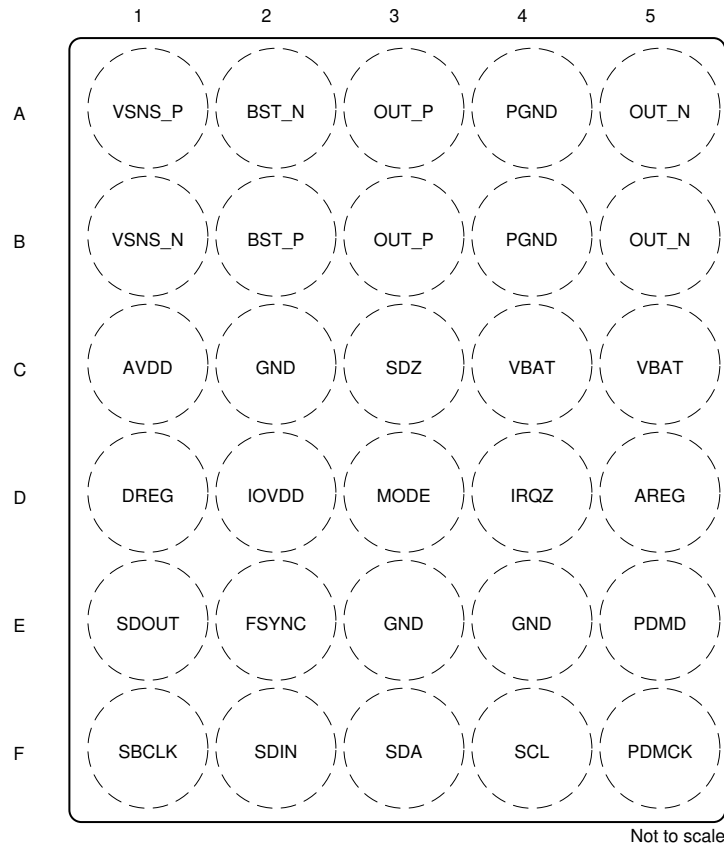 1 2 3 4 5
A VSNS_P BST_N OUT_P PGND OUT_N
B VSNS_N BST_P OUT_P PGND OUT_N
C AVDD GND SDZ VBAT VBAT
D DREG IOVDD MODE IRQZ AREG
E SDOUT FSYNC GND GND PDMD
F SBCLK SDIN SDA SCL PDMCK
Not to scale